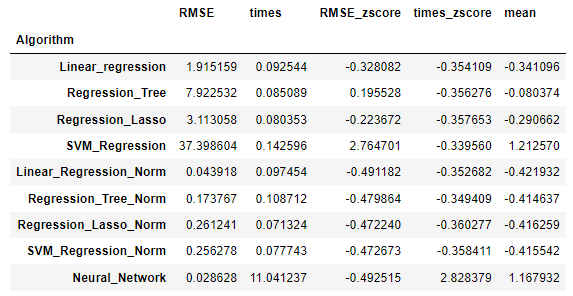 RMSE times RMSE_zscore times_zscore mean
Algorithm
Linear_regression 1.915159 0.092544 -0.328082 -0.354109 -0.341096
Regression_Tree 7.922532 0.085089 0.195528 -0.356276 -0.080374
Regression_Lasso 3.113058 0.080353 -0.223672 -0.357653 -0.290662
SVM_Regression 37.398604 0.142596 2.764701 -0.339560 1.212570
Linear_Regression_Norm 0.043918 0.097454 -0.491182 -0.352682 -0.421932
Regression_Tree_Norm 0.173767 0.108712 -0.479864 -0.349409 -0.414637
Regression_Lasso_Norm 0.261241 0.071324 -0.472240 -0.360277 -0.416259
SVM_Regression_Norm 0.256278 0.077743 -0.472673 -0.358411 -0.415542
Neural_Network 0.028628 11.041237 -0.492515 2.828379 1.167932